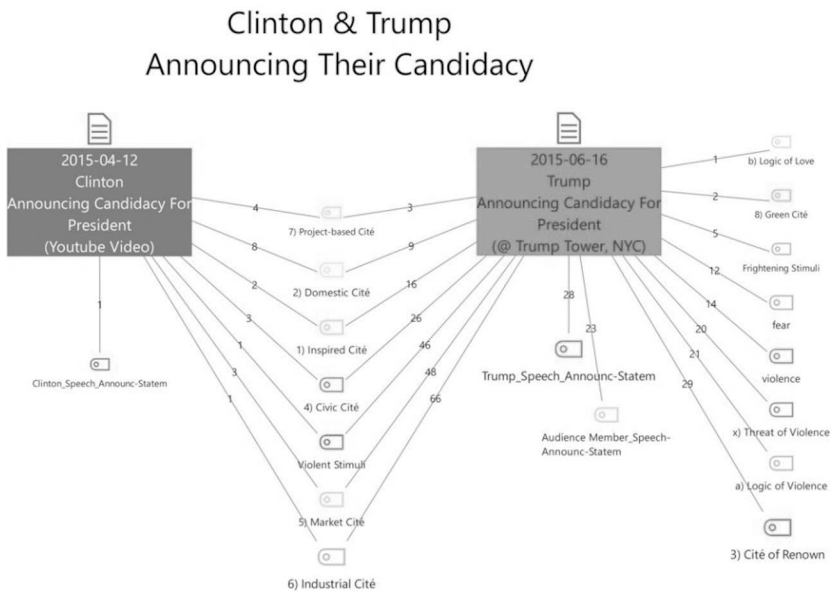 Clinton & Trump
Announcing Their Candidacy
2015-04-12
Clinton
Announcing Candidacy For
President
(Youtube Video)
2015-06-16
Trump
Announcing Candidacy For
President
(@ Trump Tower, NYC)
1
b) Logic of Love
2
8) Green Cité
5
Frightening Stimuli
12
fear
14
violence
20
x) Threat of Violence
21
a) Logic of Violence
29
3) Cité of Renown
4
3
7) Project-based Cité
8
9
2) Domestic Cité
2
16
1) Inspired Cité
3
26
4) Civic Cité
1
46
Violent Stimuli
3
48
5) Market Cité
1
66
6) Industrial Cité
1
Clinton_Speech_Announc-Statem
28
Trump_Speech_Announc-Statem
23
Audience Member_Speech-
Announc-Statem